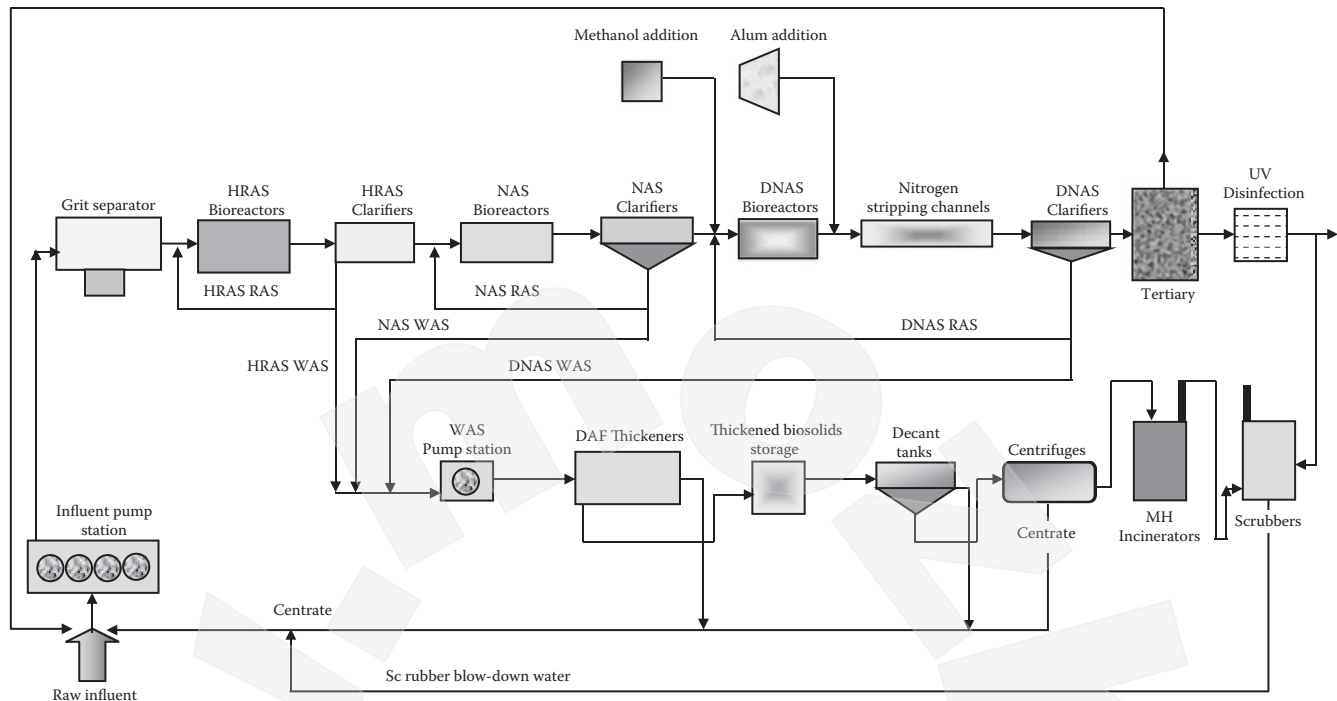 Methanol addition
Alum addition
Grit separator
HRAS
Bioreactors
HRAS
Clarifiers
NAS
Bioreactors
NAS
Clarifiers
DNAS
Bioreactors
Nitrogen
stripping channels
DNAS
Clarifiers
UV
Disinfection
Tertiary
HRAS RAS
NAS RAS
NAS WAS
DNAS RAS
HRAS WAS
DNAS WAS
WAS
Pump station
DAF Thickeners
Thickened biosolids
storage
Decant
tanks
Centrifuges
Centrate
MH
Incinerators
Scrubbers
Influent pump
station
Centrate
Sc rubber blow-down water
Raw influent